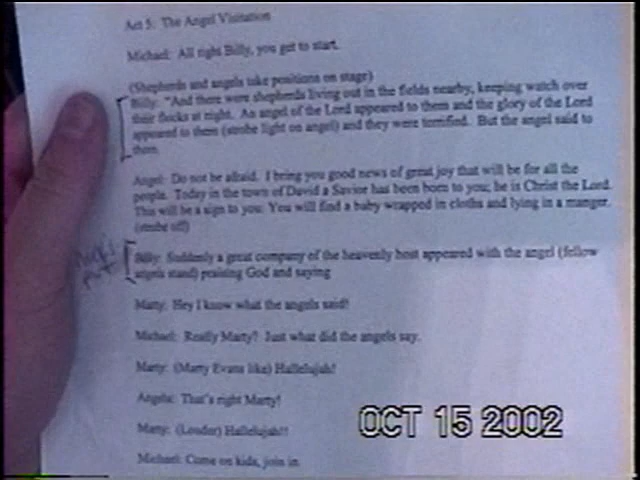 Act 5: The Angel Visitation
Michael: All right Billy, you get to start.
(Shepherds and angels take positions on stage)
Billy: "And there were shepherds living out in the fields nearby, keeping watch over
their flocks at night. An angel of the Lord appeared to them and the glory of the Lord
appeared to them (strobe light on angel) and they were terrified. But the angel said to
them
Angel: Do not be afraid. I bring you good news of great joy that will be for all the
people. Today in the town of David a Savior has been born to you; he is Christ the Lord.
This will be a sign to you: You will find a baby wrapped in cloths and lying in a manger.
(strobe off)
Billy: Suddenly a great company of the heavenly host appeared with the angel (fellow
angels stand) praising God and saying
Marty: Hey I know what the angels said!
Michael: Really Marty? Just what did the angels say.
Marty: (Marty Evans like) Hallelujah!
Angela: That's right Marty!
Marty: (Louder) Hallelujah!!
Michael: Come on kids, join in
OCT 15 2002